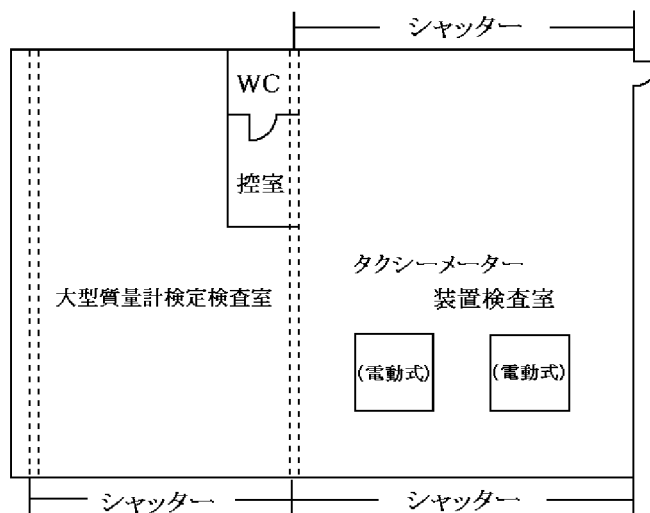 シャッター
WC
控室
タクシーメーター
装置検査室
大型質量計検定検査室
(電動式)
(電動式)
シャッター
シャッター